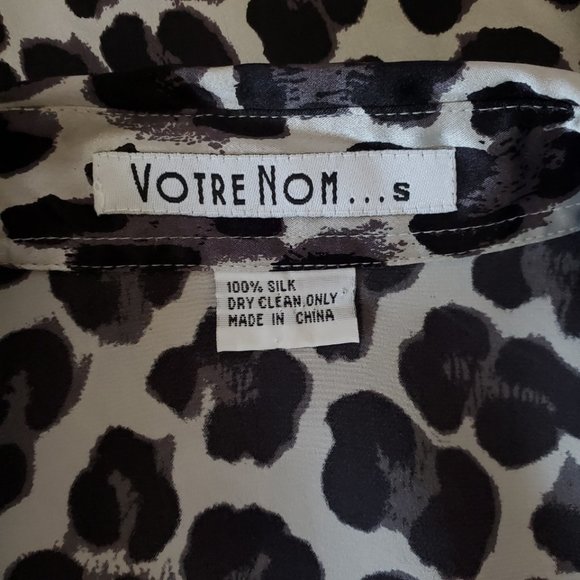 VOTRE NOM...S
100% SILK
DRY CLEAN ONLY
MADE IN CHINA